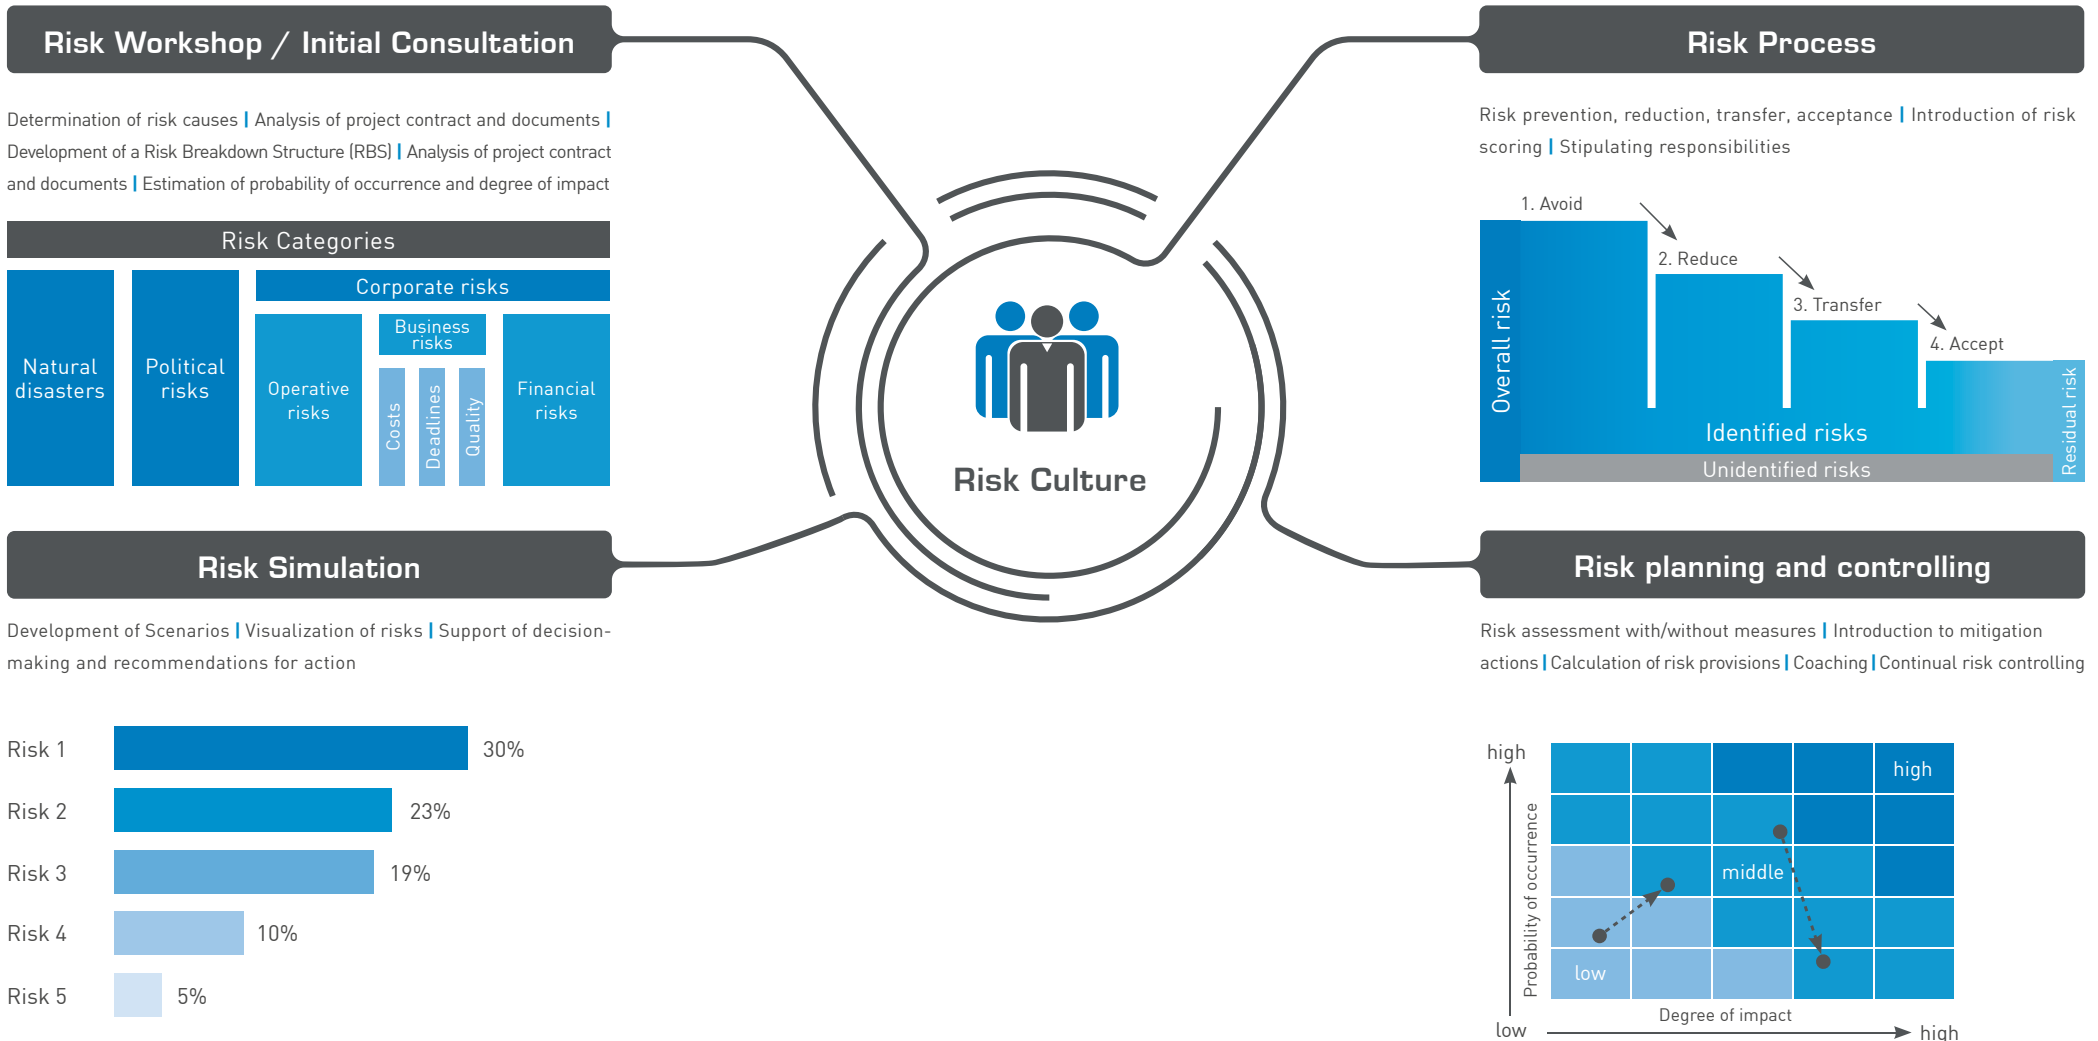 Risk Workshop / Initial Consultation
Determination of risk causes | Analysis of project contract and documents |
Development of a Risk Breakdown Structure (RBS) | Analysis of project contract
and documents | Estimation of probability of occurrence and degree of impact
Risk Categories
Natural
disasters
Political
risks
Corporate risks
Operative
risks
Business
risks
Costs
Deadlines
Quality
Financial
risks
Risk Process
Risk prevention, reduction, transfer, acceptance | Introduction of risk
scoring | Stipulating responsibilities
1. Avoid
2. Reduce
3. Transfer
4. Accept
Overall risk
Identified risks
Unidentified risks
Residual risk
Risk Culture
Risk Simulation
Development of Scenarios | Visualization of risks | Support of decision-
making and recommendations for action
Risk 1 30%
Risk 2 23%
Risk 3 19%
Risk 4 10%
Risk 5 5%
Risk planning and controlling
Risk assessment with/without measures | Introduction to mitigation
actions | Calculation of risk provisions | Coaching | Continual risk controlling
high
Probability of occurrence
high
middle
low
Degree of impact
low
high